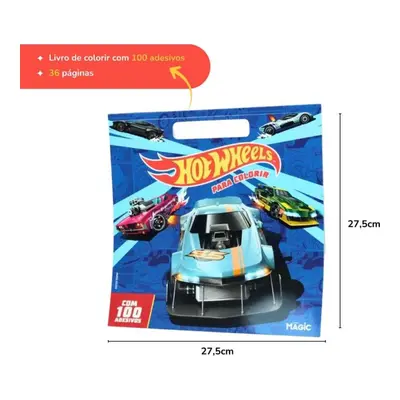 Livro de colorir com 100 adesivos
36 páginas
HOT WHEELS
PARA COLORIR
27,5cm
COM
100
ADESIVOS
MAGIC
27,5cm